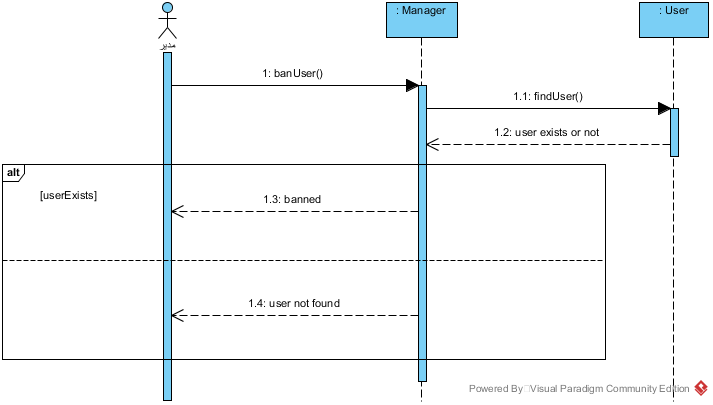 : Manager
: User
مدير
1: banUser()
1.1: findUser()
1.2: user exists or not
alt
[userExists]
1.3: banned
1.4: user not found
Powered By Visual Paradigm Community Edition